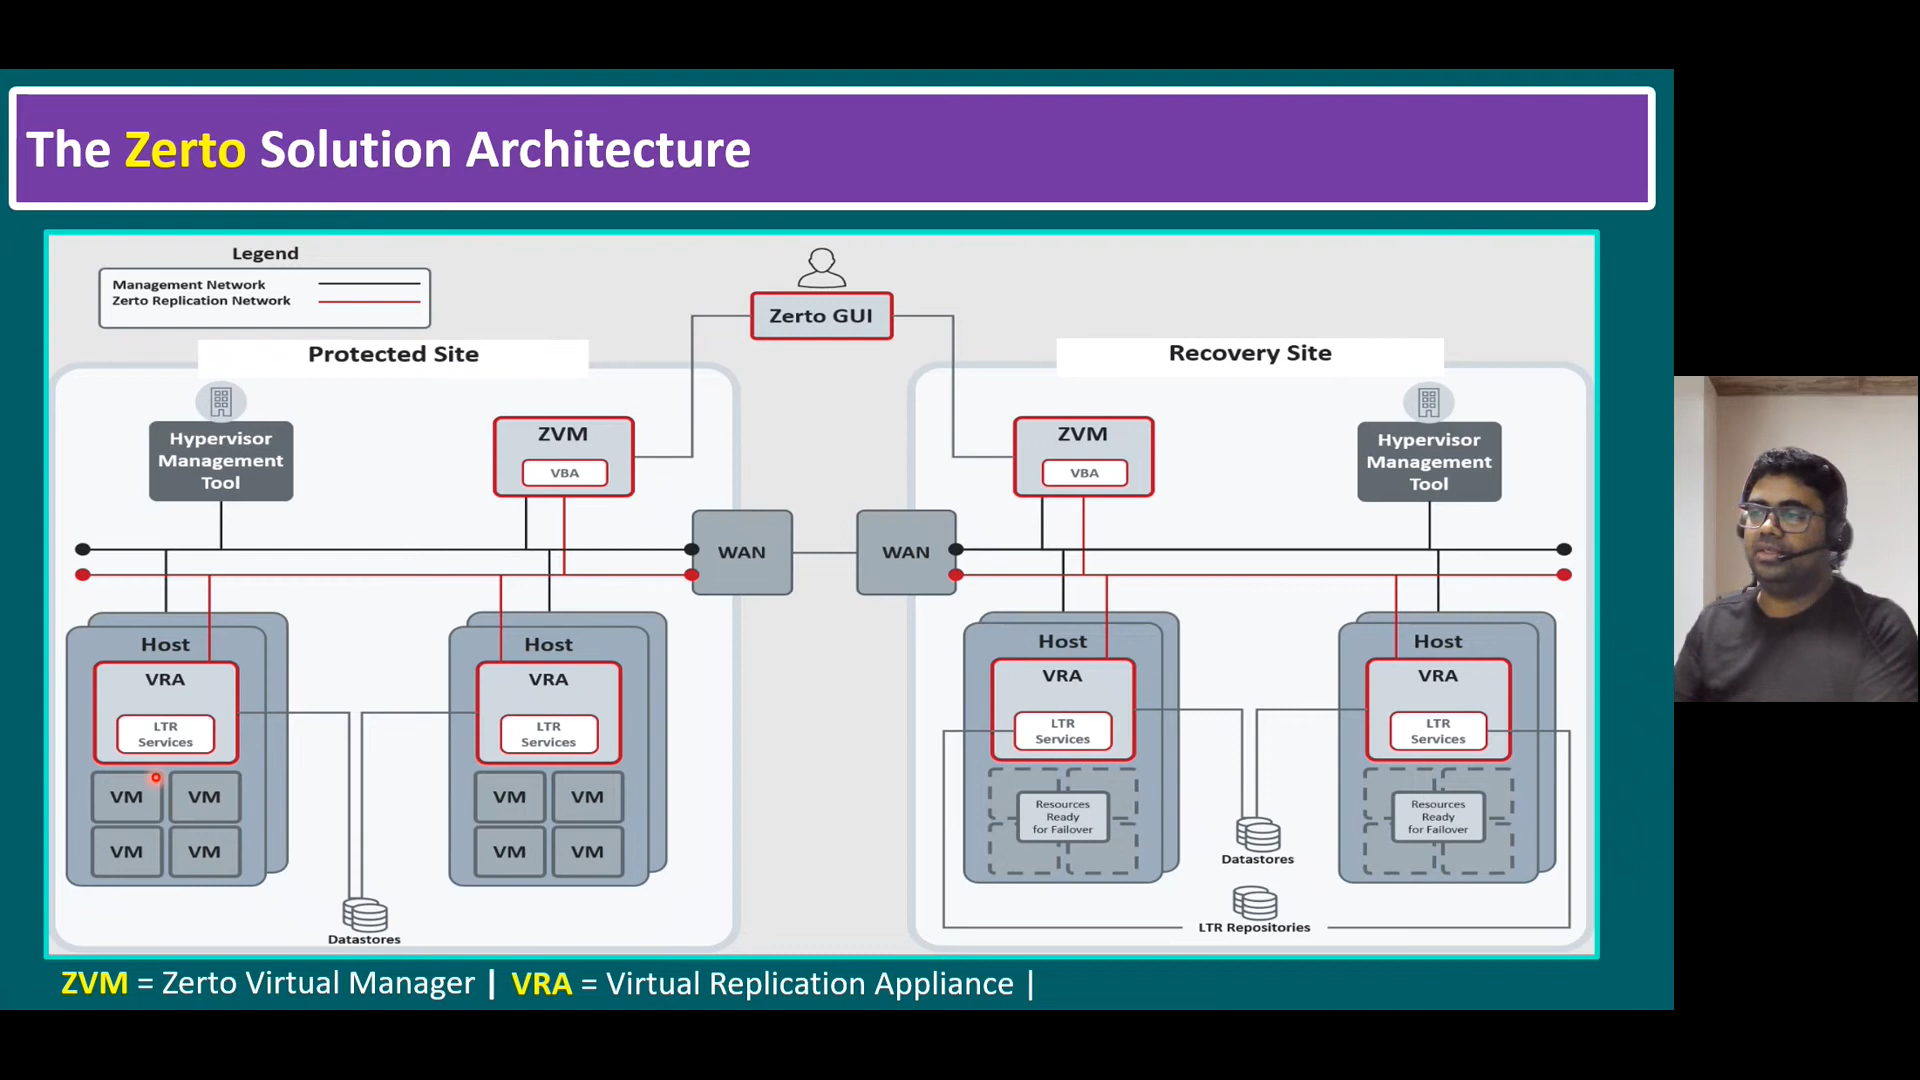 The Zerto Solution Architecture
Legend
Management Network
Zerto Replication Network
Zerto GUI
Protected Site
Recovery Site
Hypervisor
Management
Tool
ZVM
VBA
ZVM
VBA
Hypervisor
Management
Tool
WAN
WAN
Host
VRA
LTR
Services
VM
VM
VM
VM
Host
VRA
LTR
Services
VM
VM
VM
VM
Datastores
Host
VRA
LTR
Services
Resources
Ready
for Failover
Host
VRA
LTR
Services
Resources
Ready
for Failover
Datastores
LTR Repositories
ZVM = Zerto Virtual Manager | VRA = Virtual Replication Appliance |